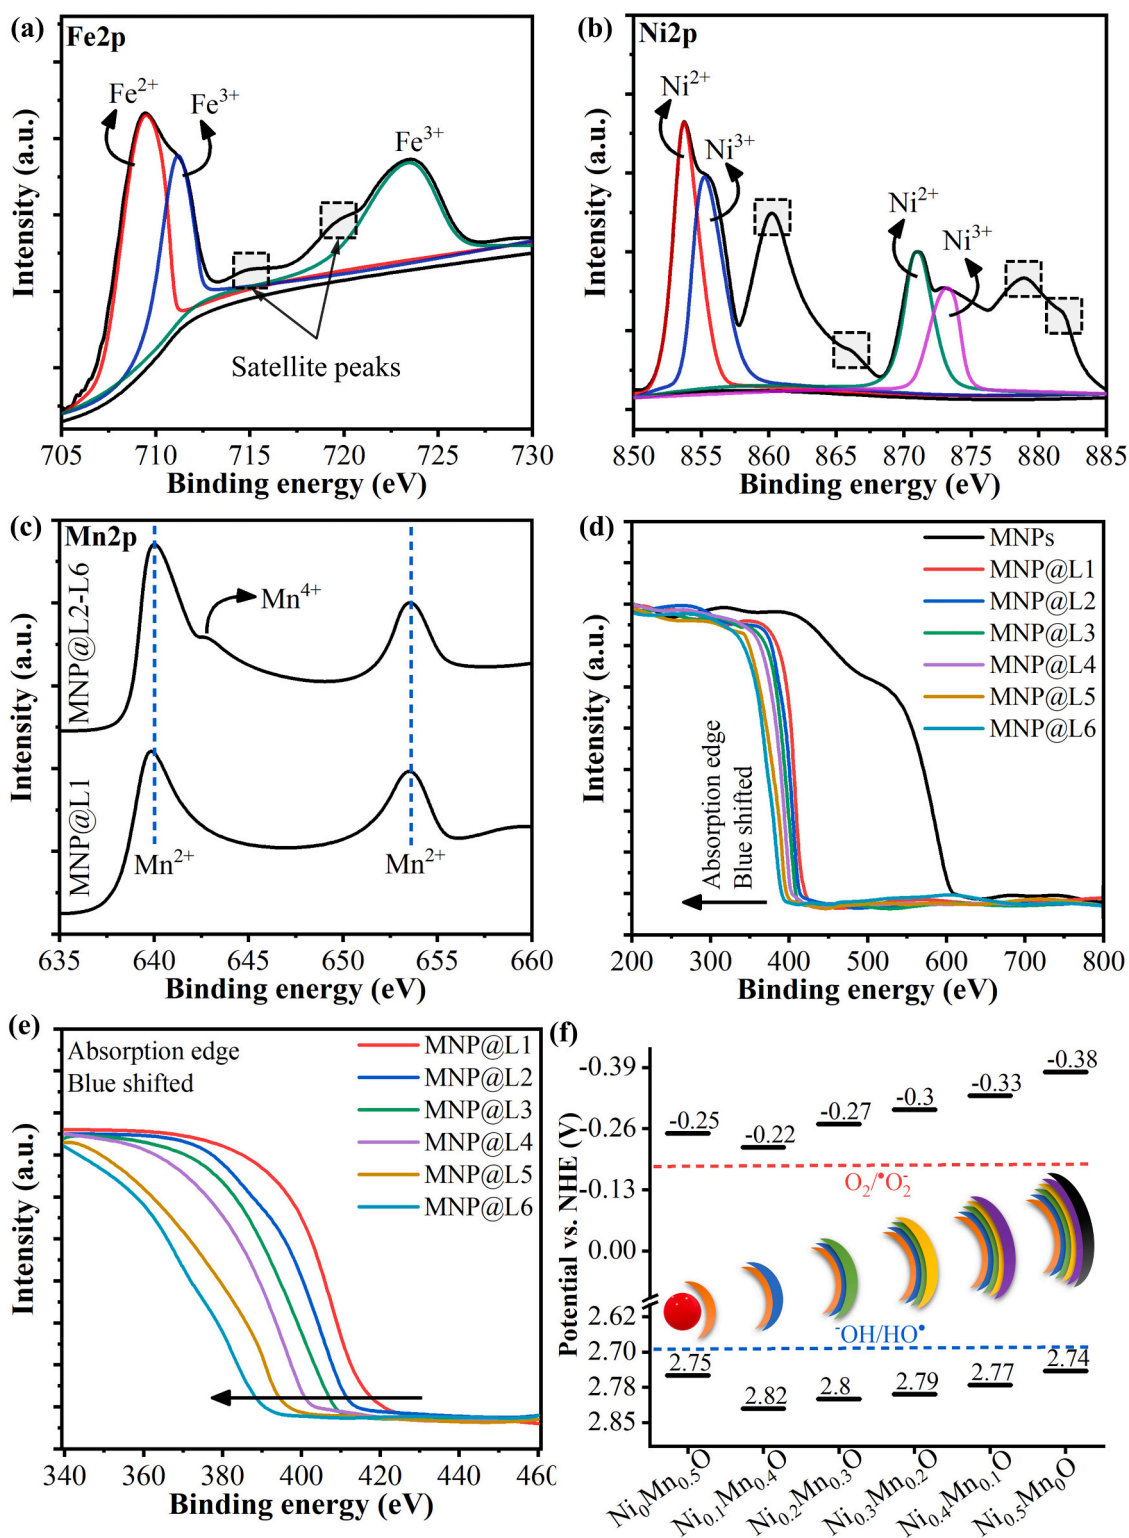 (a)
Fe2p
Fe2+
Fe3+
Fe3+
Satellite peaks
Intensity (a.u.)
705 710 715 720 725 730
Binding energy (eV)
(b)
Ni2p
Ni2+
Ni3+
Ni2+
Ni3+
Intensity (a.u.)
850 855 860 865 870 875 880 885
Binding energy (eV)
(c)
Mn2p
MNP@L2-L6
Mn4+
MNP@L1
Mn2+
Mn2+
Intensity (a.u.)
635 640 645 650 655 660
Binding energy (eV)
(d)
MNPs
MNP@L1
MNP@L2
MNP@L3
MNP@L4
MNP@L5
MNP@L6
Absorption edge
Blue shifted
Intensity (a.u.)
200 300 400 500 600 700 800
Binding energy (eV)
(e)
Absorption edge
Blue shifted
MNP@L1
MNP@L2
MNP@L3
MNP@L4
MNP@L5
MNP@L6
Intensity (a.u.)
340 360 380 400 420 440 460
Binding energy (eV)
(f)
Potential vs. NHE (V)
-0.39
-0.26
-0.13
0.00
2.62
2.70
2.78
2.85
-0.25
-0.22
-0.27
-0.3
-0.33
-0.38
O2/•O2-
-OH/HO•
2.75
2.82
2.8
2.79
2.77
2.74
Ni0Mn0.5O
Ni0.1Mn0.4O
Ni0.2Mn0.3O
Ni0.3Mn0.2O
Ni0.4Mn0.1O
Ni0.5Mn0O